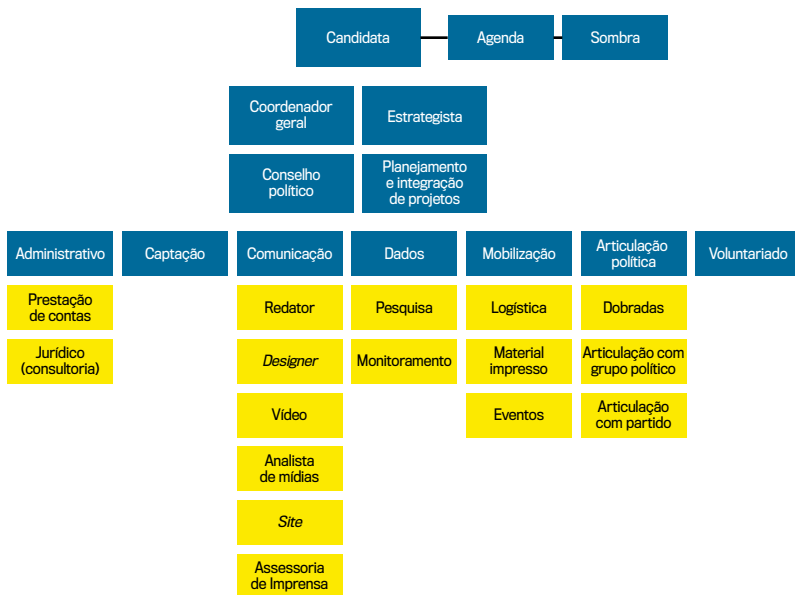 Candidata
Agenda
Sombra
Coordenador
geral
Estrategista
Conselho
político
Planejamento
e integração
de projetos
Administrativo
Captação
Comunicação
Dados
Mobilização
Articulação
política
Voluntariado
Prestação
de contas
Redator
Pesquisa
Logística
Dobradas
Jurídico
(consultoria)
Designer
Monitoramento
Material
impresso
Articulação com
grupo político
Vídeo
Eventos
Articulação
com partido
Analista
de mídias
Site
Assessoria
de Imprensa